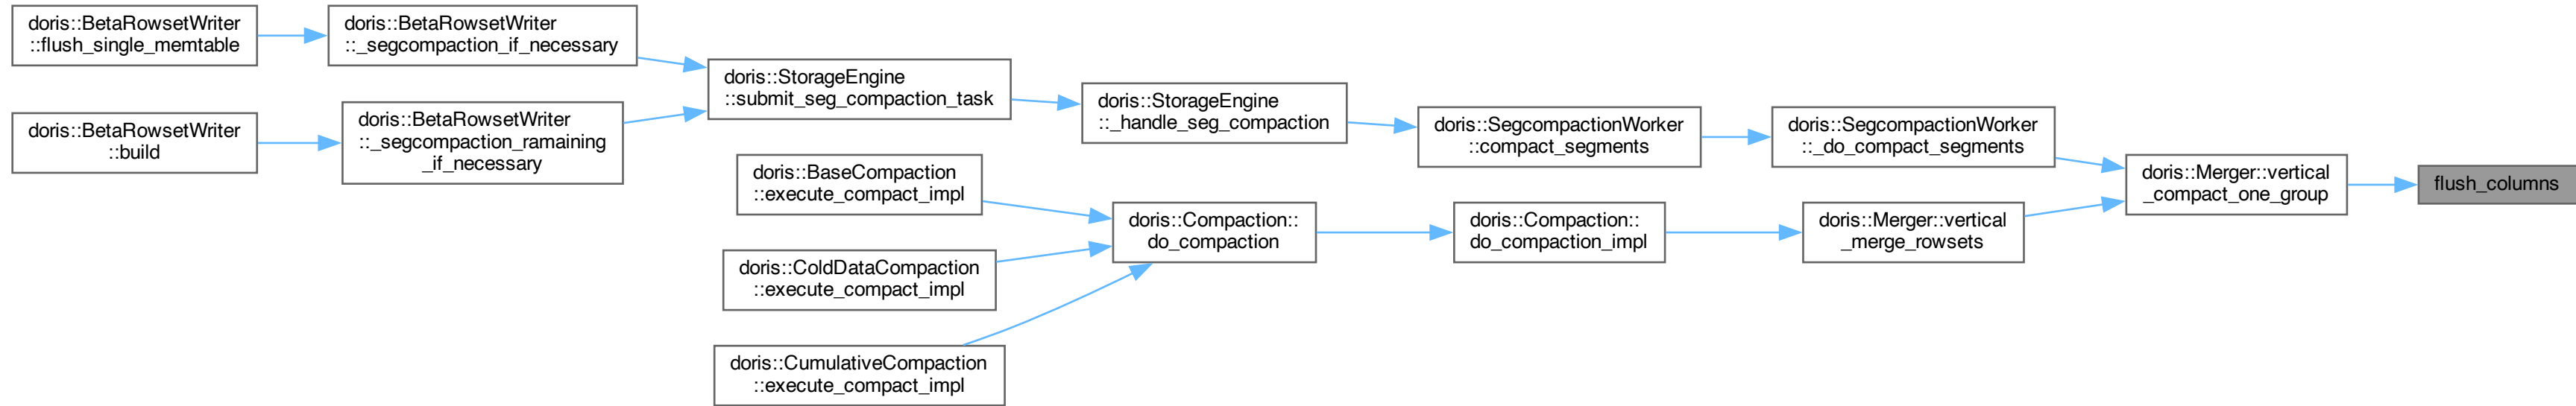 doris::BetaRowsetWriter
::flush_single_memtable
doris::BetaRowsetWriter
::_segcompaction_if_necessary
doris::BetaRowsetWriter
::build
doris::BetaRowsetWriter
::_segcompaction_ramaining
_if_necessary
doris::StorageEngine
::submit_seg_compaction_task
doris::StorageEngine
::_handle_seg_compaction
doris::SegcompactionWorker
::compact_segments
doris::SegcompactionWorker
::_do_compact_segments
doris::BaseCompaction
::execute_compact_impl
doris::ColdDataCompaction
::execute_compact_impl
doris::CumulativeCompaction
::execute_compact_impl
doris::Compaction::
do_compaction
doris::Compaction::
do_compaction_impl
doris::Merger::vertical
_merge_rowsets
doris::Merger::vertical
_compact_one_group
flush_columns